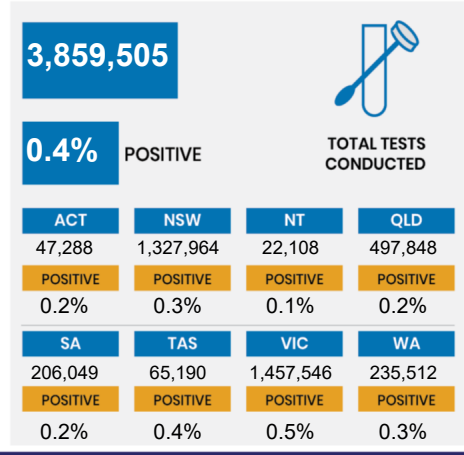 3,859,505
0.4% POSITIVE
TOTAL TESTS
CONDUCTED
ACT NSW NT QLD
47,288 1,327,964 22,108 497,848
POSITIVE POSITIVE POSITIVE POSITIVE
0.2% 0.3% 0.1% 0.2%
SA TAS VIC WA
206,049 65,190 1,457,546 235,512
POSITIVE POSITIVE POSITIVE POSITIVE
0.2% 0.4% 0.5% 0.3%